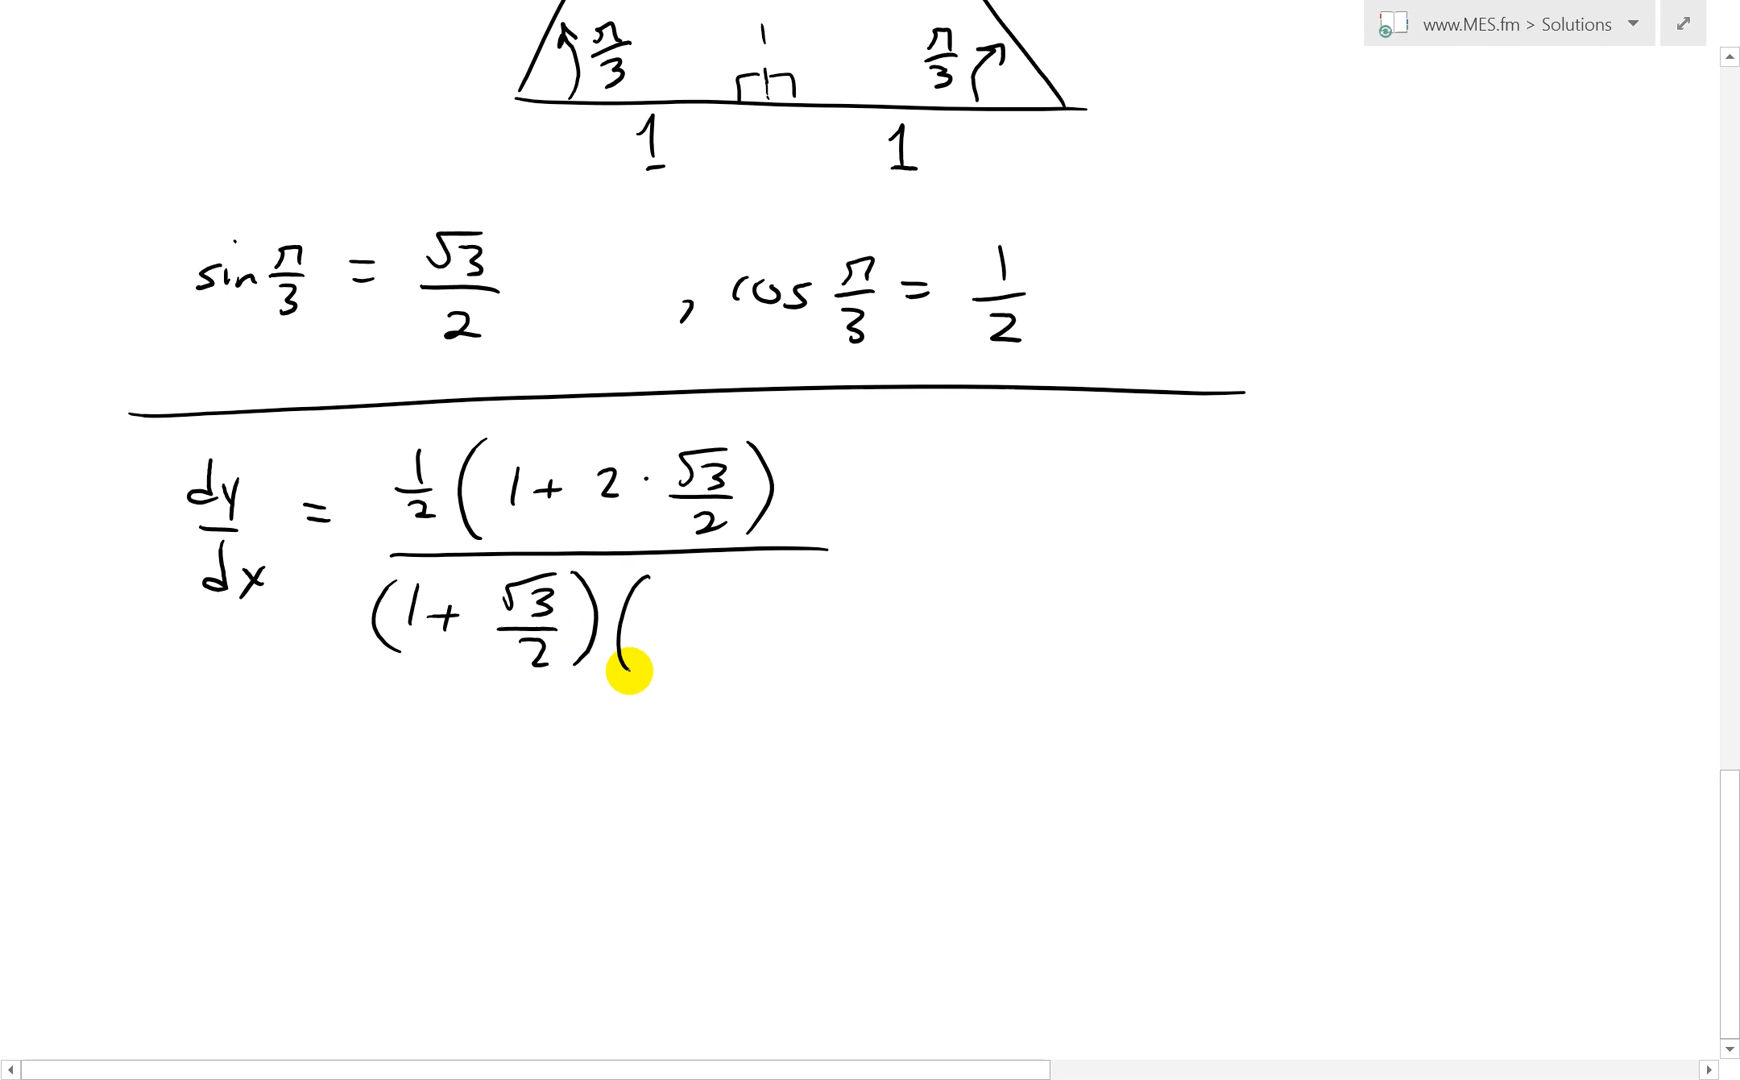 www.MES.fm > Solutions
π/3 π/3
1 1
sin π/3 = √3/2 , cos π/3 = 1/2
dy/dx = 1/2 (1 + 2 · √3/2) / (1 + √3/2)(